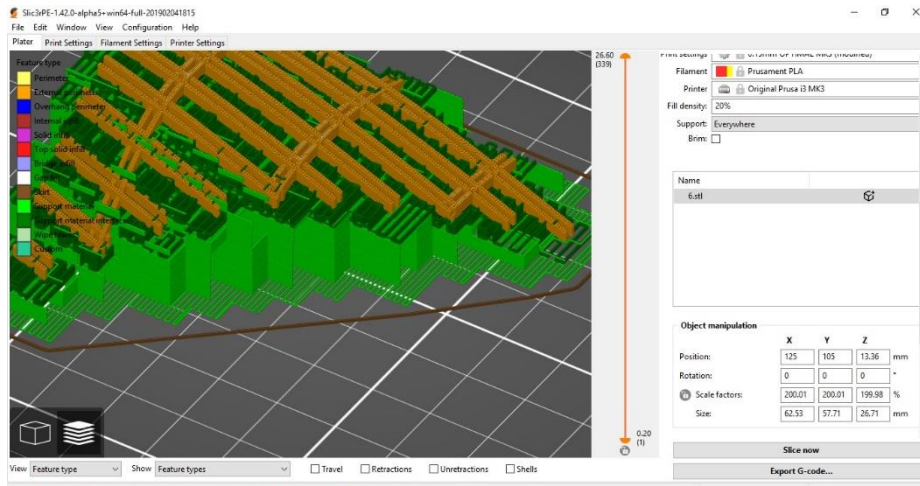 Slic3rPE-1.42.0-alpha5+win64-full-201902041815
File Edit Window View Configuration Help
Plater Print Settings Filament Settings Printer Settings
Feature type
Perimeter
External perimeter
Overhang perimeter
Internal infill
Solid infill
Top solid infill
Bridge infill
Gap fill
Skirt
Support material
Support material interface
Wipe tower
Custom
26.60
(339)
0.20
(1)
Print settings
Filament Prusament PLA
Printer Original Prusa i3 MK3
Fill density: 20%
Support: Everywhere
Brim:
Name
6.stl
Object manipulation
X Y Z
Position: 125 105 13.36 mm
Rotation: 0 0 0 °
Scale factors: 200.01 200.01 199.98 %
Size: 62.53 57.71 26.71 mm
Slice now
Export G-code...
View Feature type Show Feature types Travel Retractions Unretractions Shells